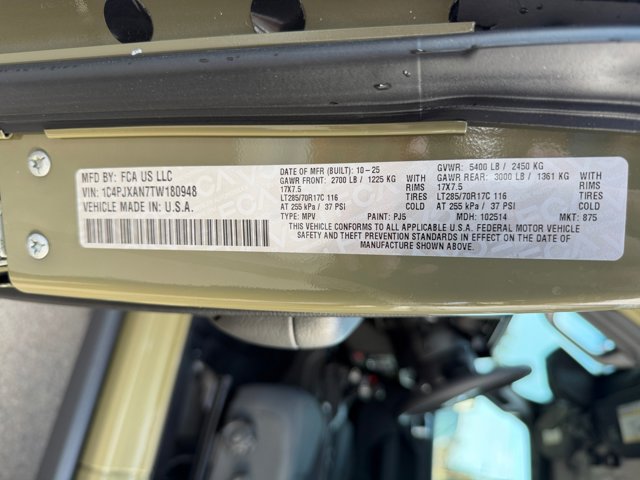 MFD BY: FCA US LLC
VIN: 1C4PJXAN7TW180948
VEHICLE MADE IN: U.S.A.
DATE OF MFR (BUILT): 10-25
GAWR FRONT: 2700 LB / 1225 KG WITH
17X7.5 RIMS
LT285/70R17C 116 TIRES
AT 255 kPa / 37 PSI COLD
GVWR: 5400 LB / 2450 KG
GAWR REAR: 3000 LB / 1361 KG WITH
17X7.5 RIMS
LT285/70R17C 116 TIRES
AT 255 kPa / 37 PSI COLD
TYPE: MPV PAINT: PJ5 MDH: 102514 MKT: 875
THIS VEHICLE CONFORMS TO ALL APPLICABLE U.S.A. FEDERAL MOTOR VEHICLE
SAFETY AND THEFT PREVENTION STANDARDS IN EFFECT ON THE DATE OF
MANUFACTURE SHOWN ABOVE.